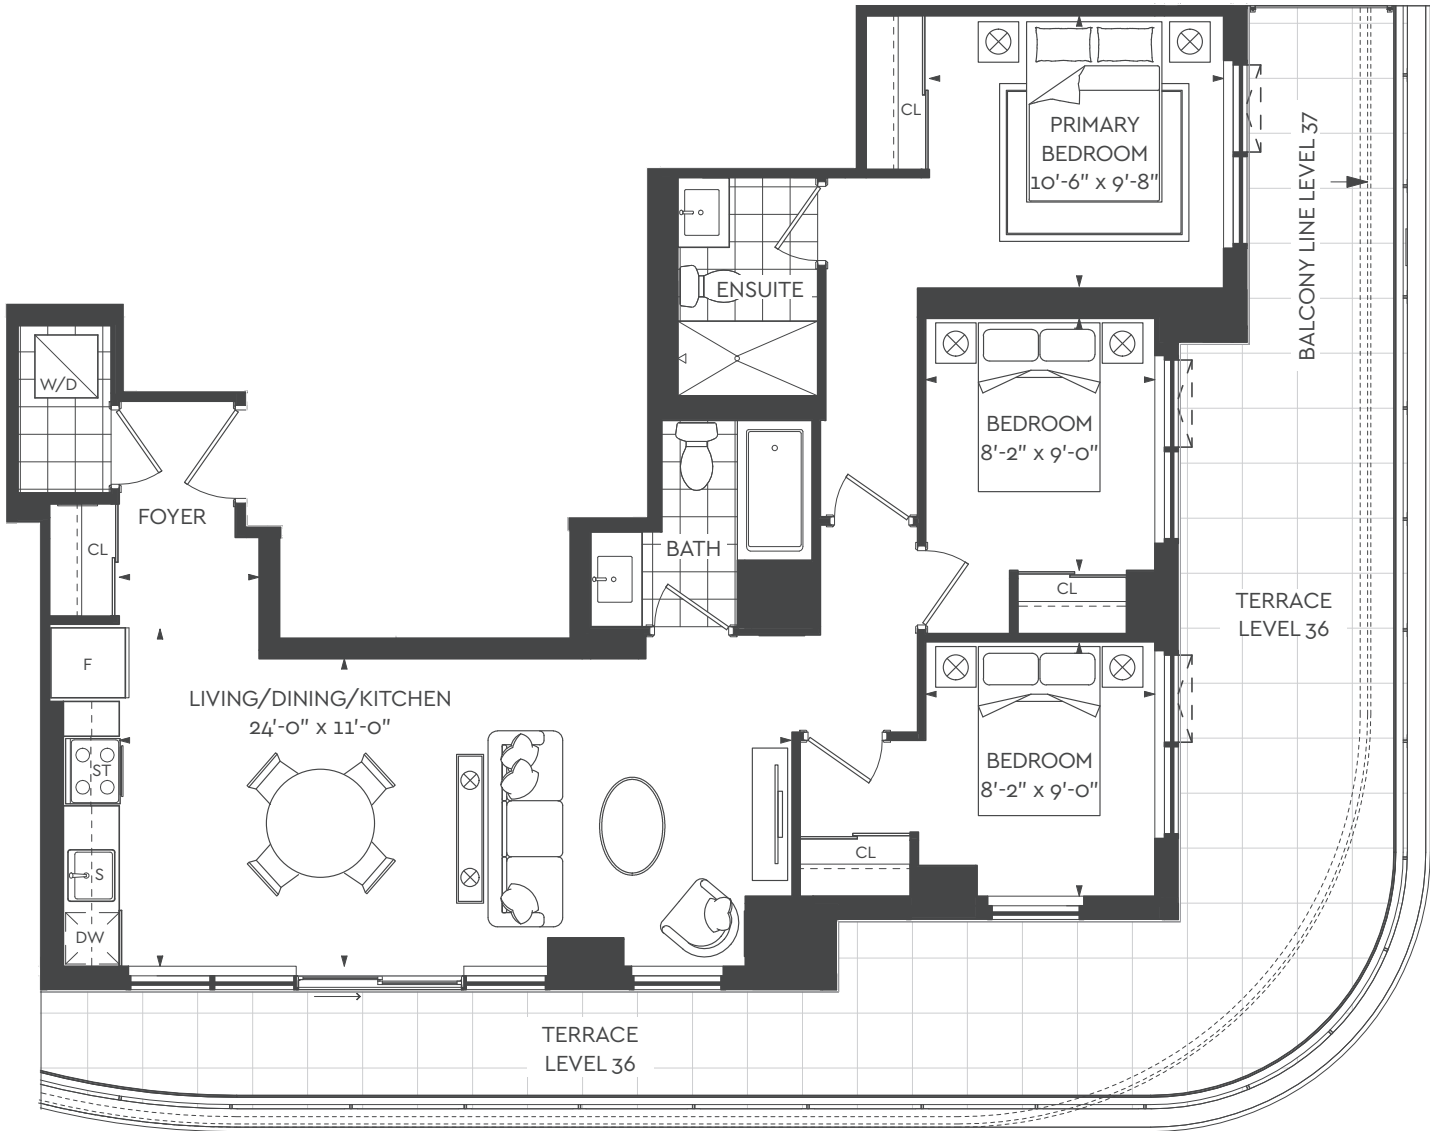 CL
PRIMARY
BEDROOM
10'-6" x 9'-8"
BALCONY LINE LEVEL 37
ENSUITE
W/D
BEDROOM
8'-2" x 9'-0"
FOYER
CL
BATH
CL
TERRACE
LEVEL 36
F
LIVING/DINING/KITCHEN
24'-0" x 11'-0"
ST
BEDROOM
8'-2" x 9'-0"
CL
S
DW
TERRACE
LEVEL 36